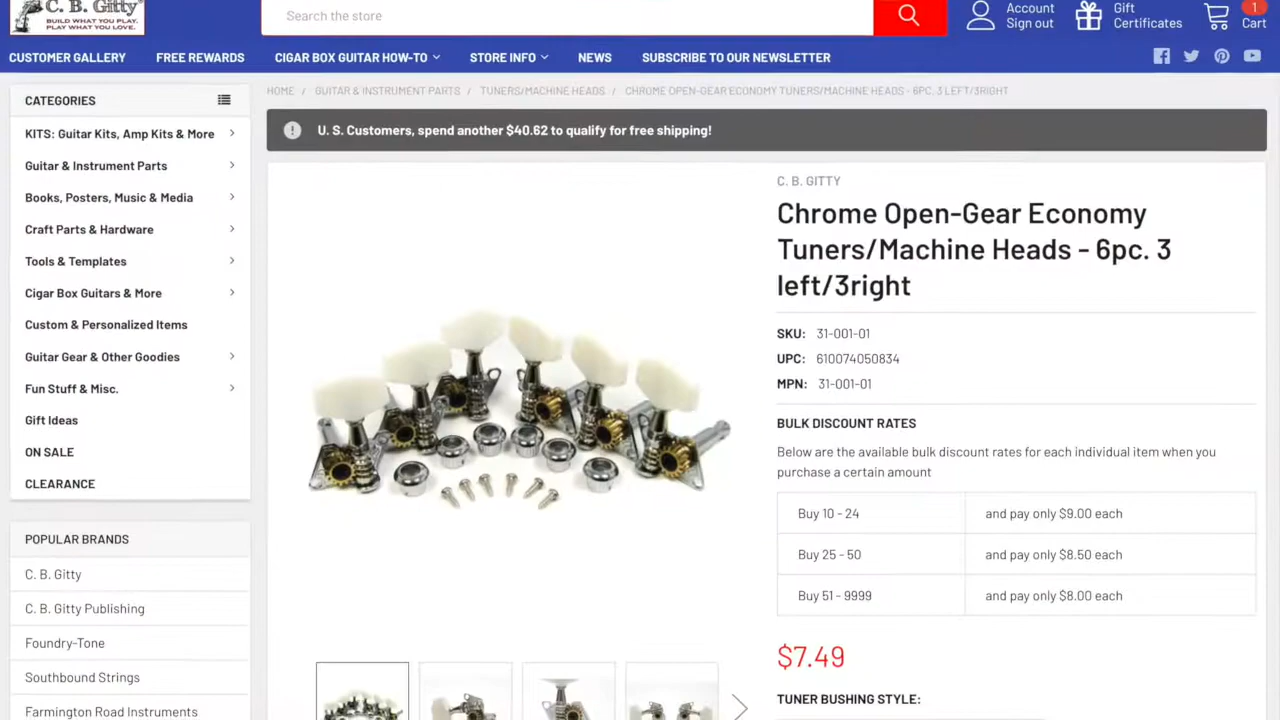 C. B. Gitty
BUILD WHAT YOU PLAY.
PLAY WHAT YOU LOVE.
Search the store
Account
Sign out
Gift
Certificates
1
Cart
CUSTOMER GALLERY
FREE REWARDS
CIGAR BOX GUITAR HOW-TO
STORE INFO
NEWS
SUBSCRIBE TO OUR NEWSLETTER
CATEGORIES
KITS: Guitar Kits, Amp Kits & More
Guitar & Instrument Parts
Books, Posters, Music & Media
Craft Parts & Hardware
Tools & Templates
Cigar Box Guitars & More
Custom & Personalized Items
Guitar Gear & Other Goodies
Fun Stuff & Misc.
Gift Ideas
ON SALE
CLEARANCE
POPULAR BRANDS
C. B. Gitty
C. B. Gitty Publishing
Foundry-Tone
Southbound Strings
Farmington Road Instruments
HOME / GUITAR & INSTRUMENT PARTS / TUNERS/MACHINE HEADS / CHROME OPEN-GEAR ECONOMY TUNERS/MACHINE HEADS - 6PC. 3 LEFT/3RIGHT
U. S. Customers, spend another $40.62 to qualify for free shipping!
C. B. GITTY
Chrome Open-Gear Economy
Tuners/Machine Heads - 6pc. 3
left/3right
SKU: 31-001-01
UPC: 610074050834
MPN: 31-001-01
BULK DISCOUNT RATES
Below are the available bulk discount rates for each individual item when you
purchase a certain amount
Buy 10 - 24 and pay only $9.00 each
Buy 25 - 50 and pay only $8.50 each
Buy 51 - 9999 and pay only $8.00 each
$7.49
TUNER BUSHING STYLE: